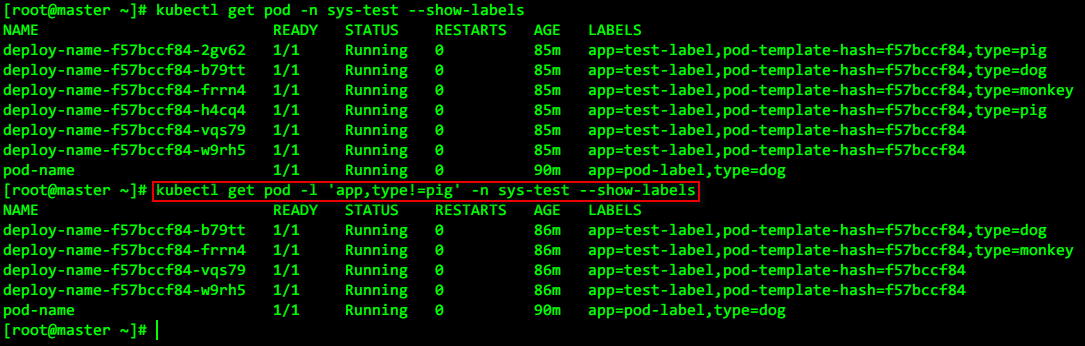 [root@master ~]# kubectl get pod -n sys-test --show-labels
NAME READY STATUS RESTARTS AGE LABELS
deploy-name-f57bccf84-2gv62 1/1 Running 0 85m app=test-label,pod-template-hash=f57bccf84,type=pig
deploy-name-f57bccf84-b79tt 1/1 Running 0 85m app=test-label,pod-template-hash=f57bccf84,type=dog
deploy-name-f57bccf84-frrn4 1/1 Running 0 85m app=test-label,pod-template-hash=f57bccf84,type=monkey
deploy-name-f57bccf84-h4cq4 1/1 Running 0 85m app=test-label,pod-template-hash=f57bccf84,type=pig
deploy-name-f57bccf84-vqs79 1/1 Running 0 85m app=test-label,pod-template-hash=f57bccf84
deploy-name-f57bccf84-w9rh5 1/1 Running 0 85m app=test-label,pod-template-hash=f57bccf84
pod-name 1/1 Running 0 90m app=pod-label,type=dog
[root@master ~]# kubectl get pod -l 'app,type!=pig' -n sys-test --show-labels
NAME READY STATUS RESTARTS AGE LABELS
deploy-name-f57bccf84-b79tt 1/1 Running 0 86m app=test-label,pod-template-hash=f57bccf84,type=dog
deploy-name-f57bccf84-frrn4 1/1 Running 0 86m app=test-label,pod-template-hash=f57bccf84,type=monkey
deploy-name-f57bccf84-vqs79 1/1 Running 0 86m app=test-label,pod-template-hash=f57bccf84
deploy-name-f57bccf84-w9rh5 1/1 Running 0 86m app=test-label,pod-template-hash=f57bccf84
pod-name 1/1 Running 0 90m app=pod-label,type=dog
[root@master ~]#